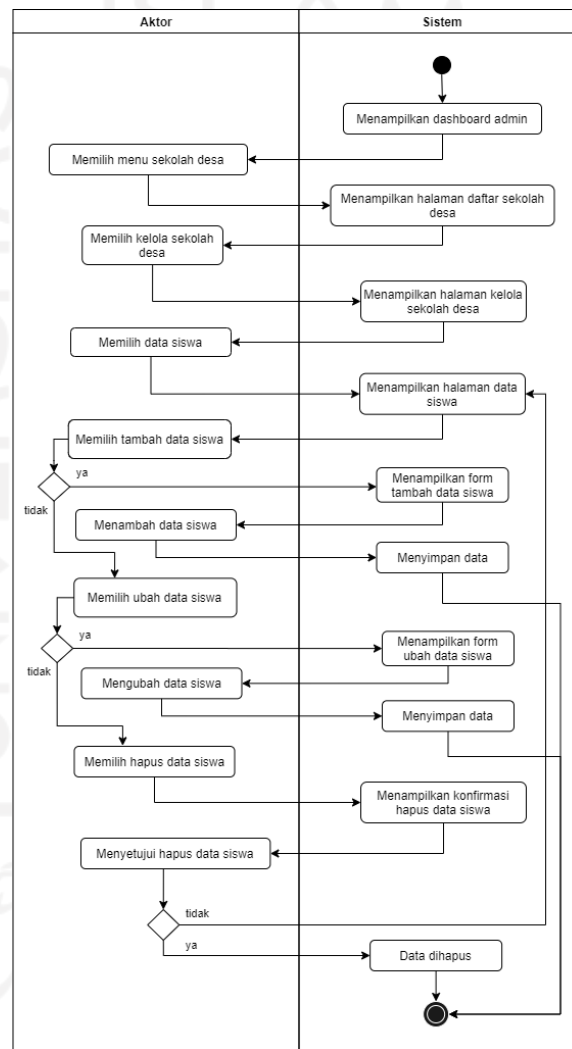 Aktor
Sistem
Menampilkan dashboard admin
Memilih menu sekolah desa
Menampilkan halaman daftar sekolah
desa
Memilih kelola sekolah
desa
Menampilkan halaman kelola
sekolah desa
Memilih data siswa
Menampilkan halaman data
siswa
Memilih tambah data siswa
ya
tidak
Menampilkan form
tambah data siswa
Menambah data siswa
Menyimpan data
Memilih ubah data siswa
ya
tidak
Menampilkan form
ubah data siswa
Mengubah data siswa
Menyimpan data
Memilih hapus data siswa
Menampilkan konfirmasi
hapus data siswa
Menyetujui hapus data siswa
tidak
ya
Data dihapus